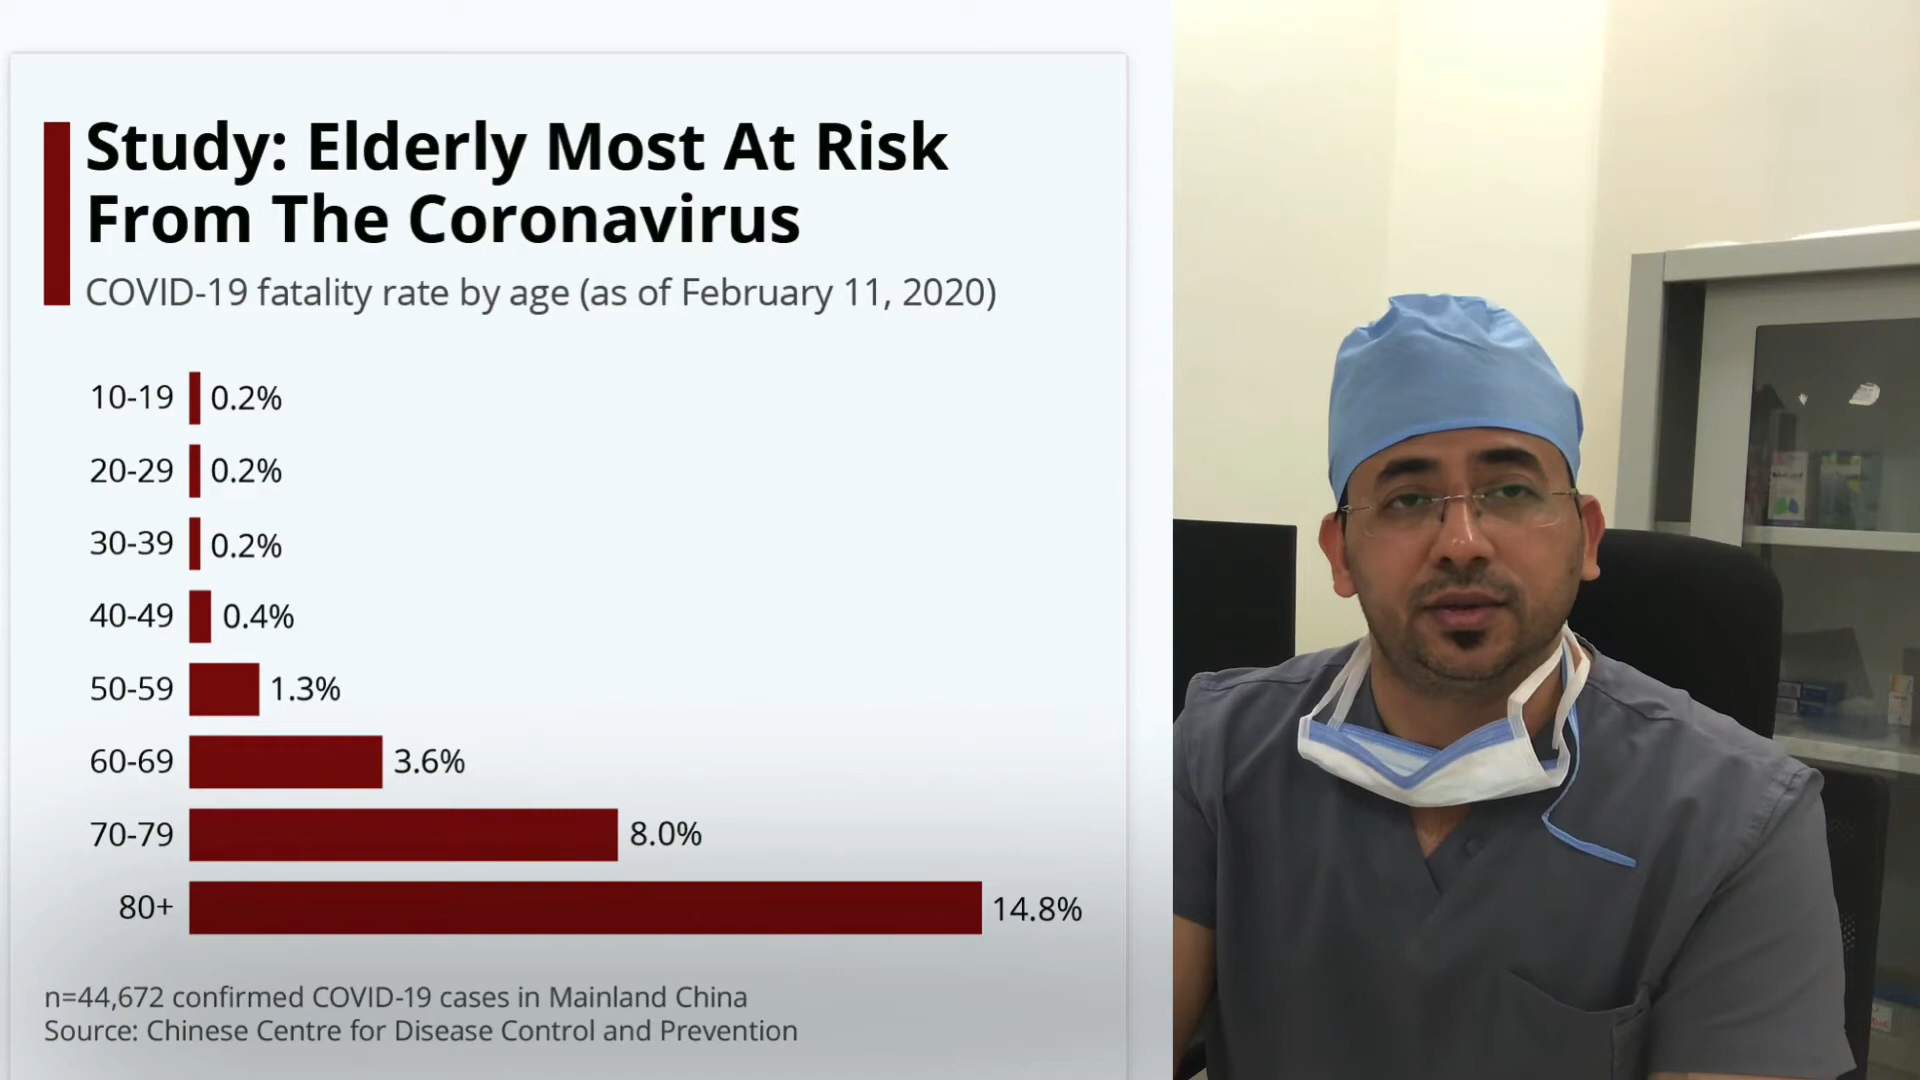 Study: Elderly Most At Risk
From The Coronavirus
COVID-19 fatality rate by age (as of February 11, 2020)
10-19 0.2%
20-29 0.2%
30-39 0.2%
40-49 0.4%
50-59 1.3%
60-69 3.6%
70-79 8.0%
80+ 14.8%
n=44,672 confirmed COVID-19 cases in Mainland China
Source: Chinese Centre for Disease Control and Prevention